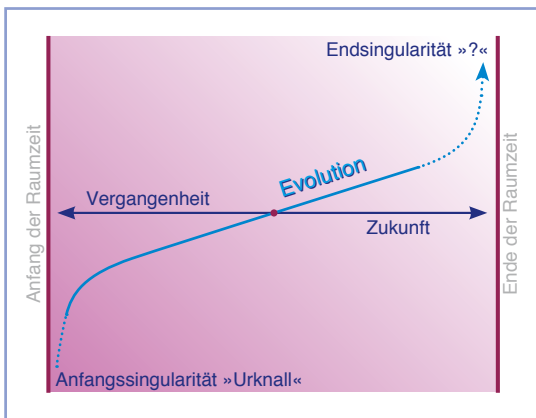 Endsingularität »?«
Evolution
Vergangenheit
Zukunft
Anfangssingularität »Urknall«
Anfang der Raumzeit
Ende der Raumzeit